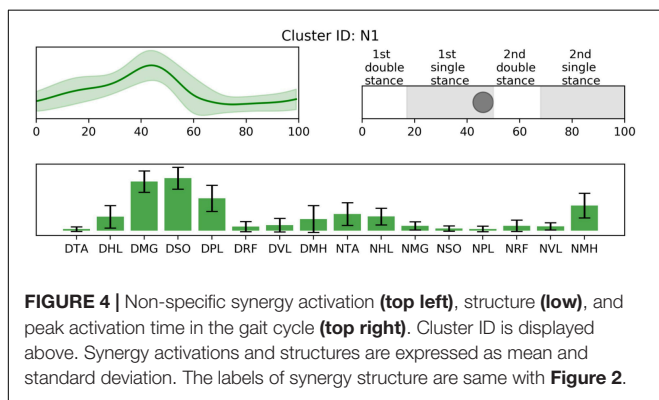 Cluster ID: N1
1st double stance 1st single stance 2nd double stance 2nd single stance
0 20 40 60 80 100
0 20 40 60 80 100
DTA DHL DMG DSO DPL DRF DVL DMH NTA NHL NMG NSO NPL NRF NVL NMH
FIGURE 4 | Non-specific synergy activation (top left), structure (low), and
peak activation time in the gait cycle (top right). Cluster ID is displayed
above. Synergy activations and structures are expressed as mean and
standard deviation. The labels of synergy structure are same with Figure 2.